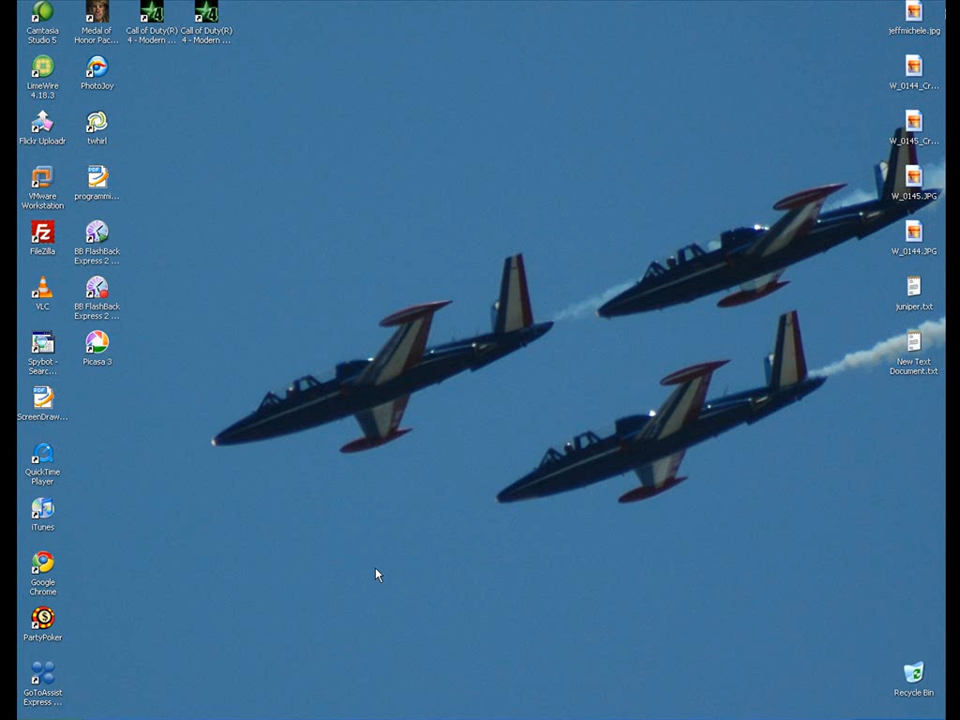 Camtasia
Studio 5
Medal of
Honor Pac...
Call of Duty(R)
4 - Modern ...
Call of Duty(R)
4 - Modern ...
LimeWire
4.18.3
PhotoJoy
Flickr Uploadr
twhirl
VMware
Workstation
PDF
programmi...
Fz
FileZilla
BB FlashBack
Express 2 ...
VLC
BB FlashBack
Express 2 ...
Spybot -
Searc...
Picasa 3
PDF
ScreenDraw...
QuickTime
Player
iTunes
Google
Chrome
PartyPoker
GoToAssist
Express ...
jeffmichele.jpg
W_0144_Cr...
W_0145_Cr...
W_0145.JPG
W_0144.JPG
juniper.txt
New Text
Document.txt
Recycle Bin